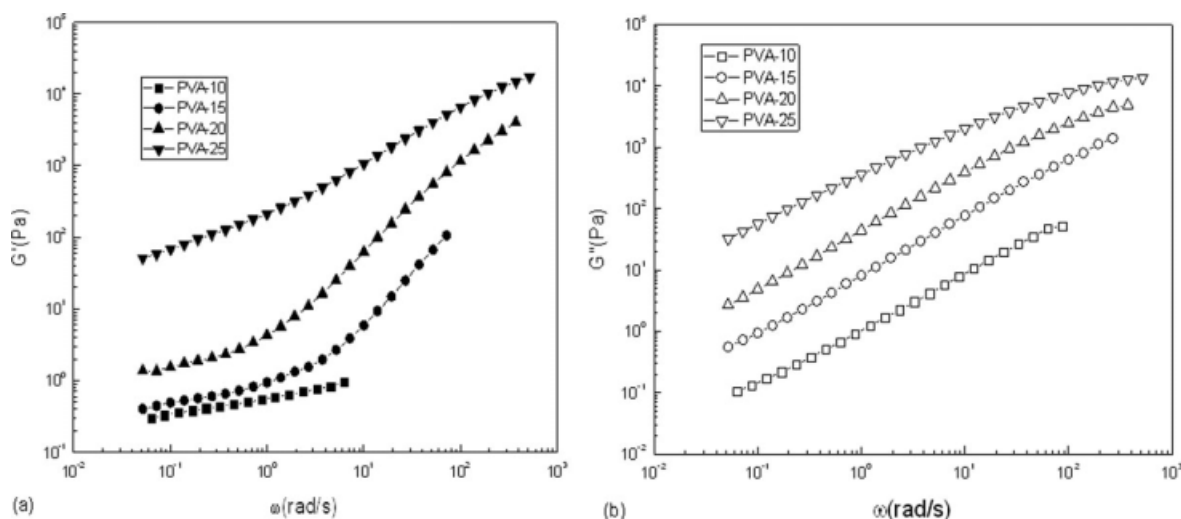 10⁵
10⁴
10³
10²
10¹
10⁰
10⁻¹
G'(Pa)
PVA-10
PVA-15
PVA-20
PVA-25
10⁻² 10⁻¹ 10⁰ 10¹ 10² 10³
(a) ω(rad/s)
10⁶
10⁵
10⁴
10³
10²
10¹
10⁰
10⁻¹
10⁻²
G''(Pa)
PVA-10
PVA-15
PVA-20
PVA-25
10⁻² 10⁻¹ 10⁰ 10¹ 10² 10³
(b) ω(rad/s)